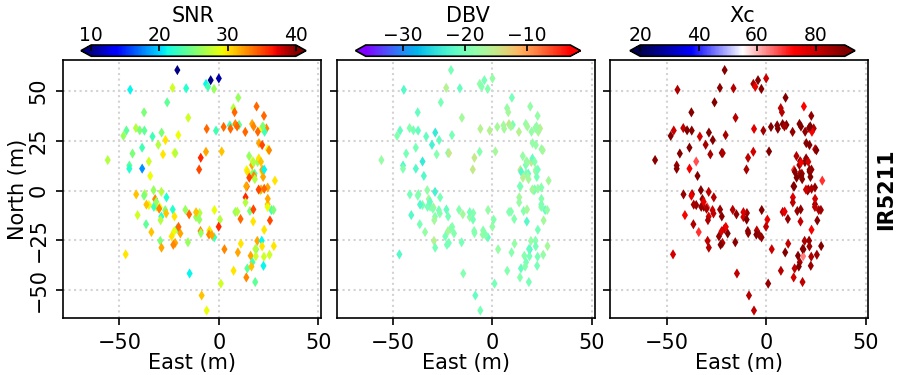 SNR DBV Xc
10 20 30 40 −30 −20 −10 20 40 60 80
50
25
0
−25
−50
North (m)
−50 0 50 −50 0 50 −50 0 50
East (m) East (m) East (m)
IR5211